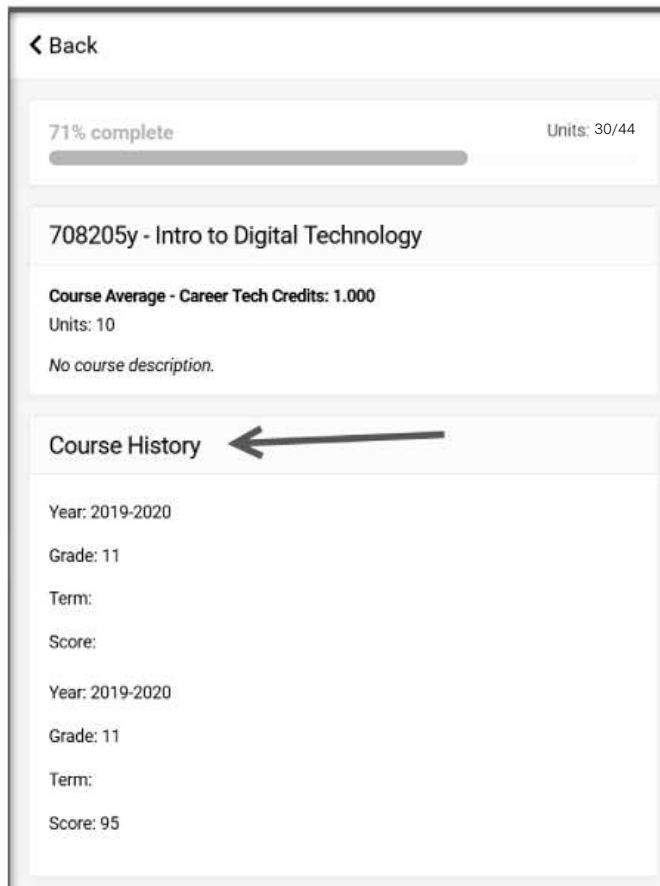 Back
71% complete
Units: 30/44
708205y - Intro to Digital Technology
Course Average - Career Tech Credits: 1.000
Units: 10
No course description.
Course History
Year: 2019-2020
Grade: 11
Term:
Score:
Year: 2019-2020
Grade: 11
Term:
Score: 95